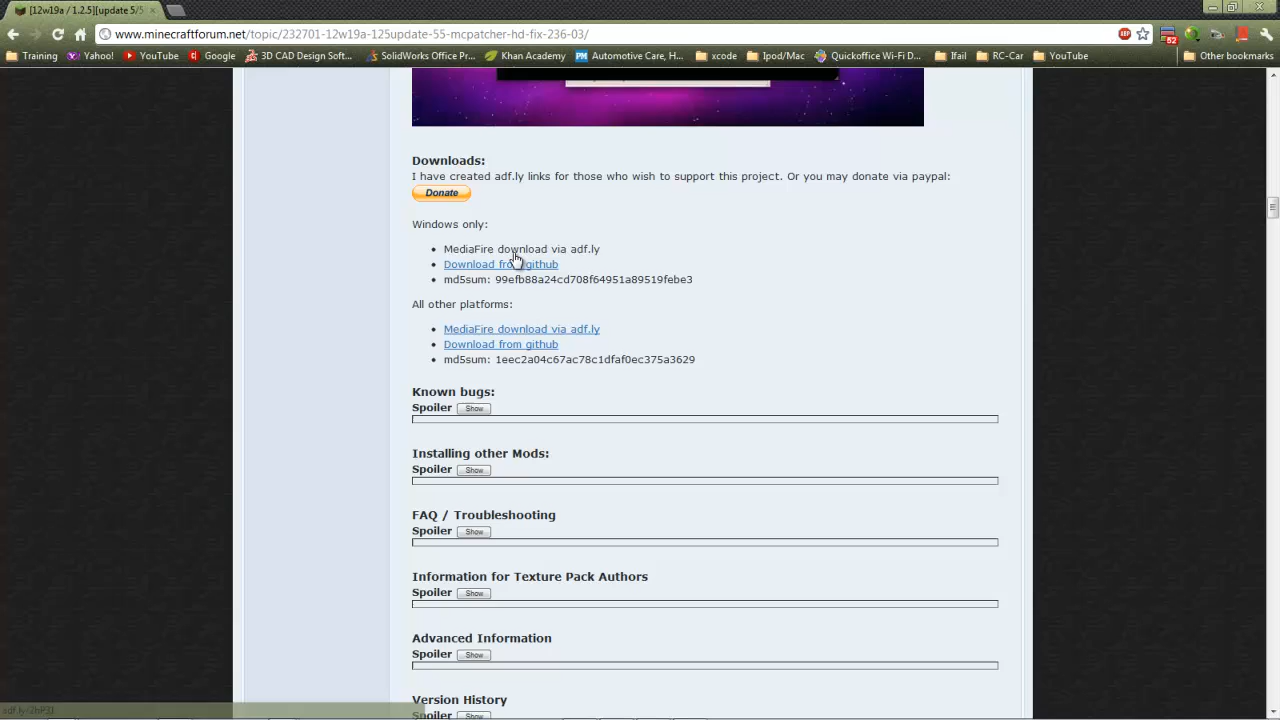 [12w19a / 1.2.5][update 5/5
www.minecraftforum.net/topic/232701-12w19a-125update-55-mcpatcher-hd-fix-236-03/
Training Yahoo! YouTube Google 3D CAD Design Soft... SolidWorks Office Pr... Khan Academy Automotive Care, H... xcode Ipod/Mac Quickoffice Wi-Fi D... Ifail RC-Car YouTube Other bookmarks
Downloads:
I have created adf.ly links for those who wish to support this project. Or you may donate via paypal:
Donate
Windows only:
MediaFire download via adf.ly
Download from github
md5sum: 99efb88a24cd708f64951a89519febe3
All other platforms:
MediaFire download via adf.ly
Download from github
md5sum: 1eec2a04c67ac78c1dfaf0ec375a3629
Known bugs:
Spoiler Show
Installing other Mods:
Spoiler Show
FAQ / Troubleshooting
Spoiler Show
Information for Texture Pack Authors
Spoiler Show
Advanced Information
Spoiler Show
Version History
Spoiler Show